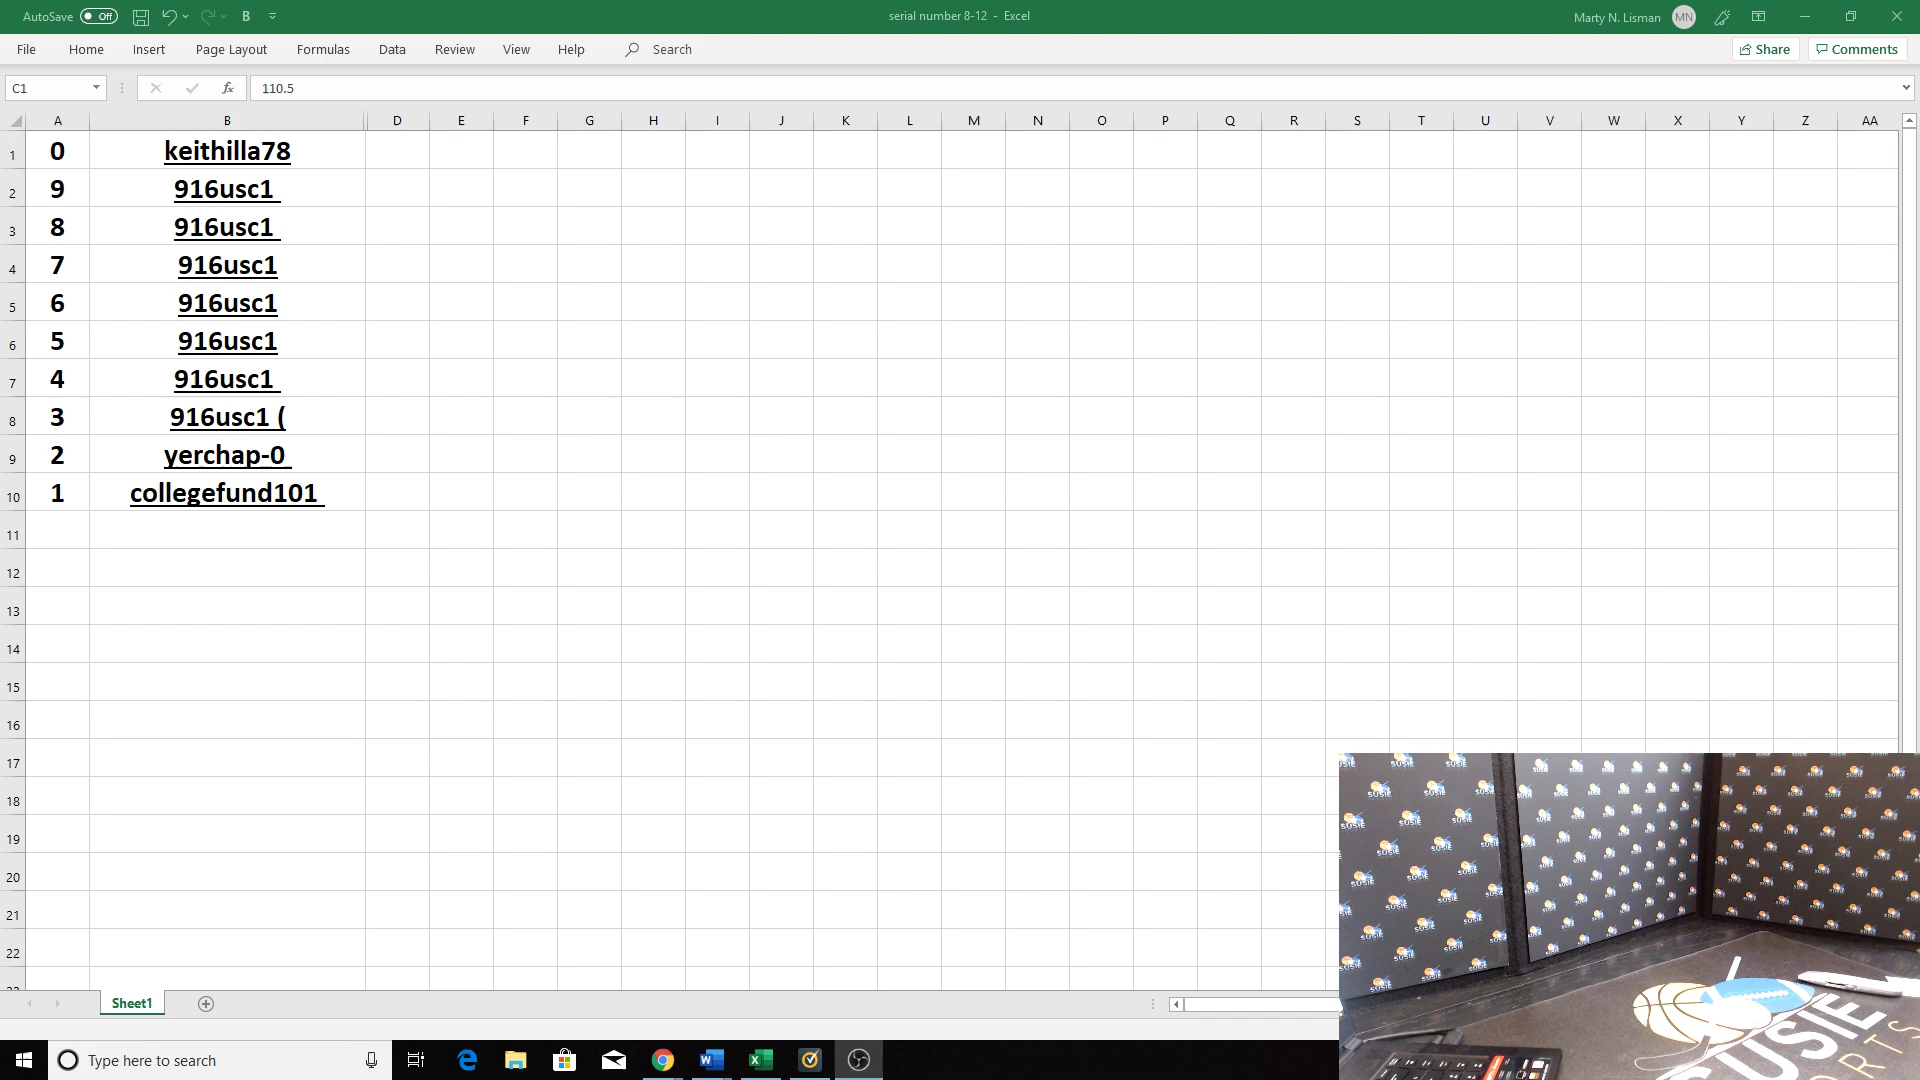 AutoSave Off B serial number 8-12 - Excel Marty N. Lisman MN
File Home Insert Page Layout Formulas Data Review View Help Search Share Comments
C1 fx 110.5
A B D E F G H I J K L M N O P Q R S T U V W X Y Z AA
1 0 keithilla78
2 9 916usc1
3 8 916usc1
4 7 916usc1
5 6 916usc1
6 5 916usc1
7 4 916usc1
8 3 916usc1 (
9 2 yerchap-0
10 1 collegefund101
11
12
13
14
15
16
17
18
19
20
21
22
Sheet1
SUSIE
Type here to search